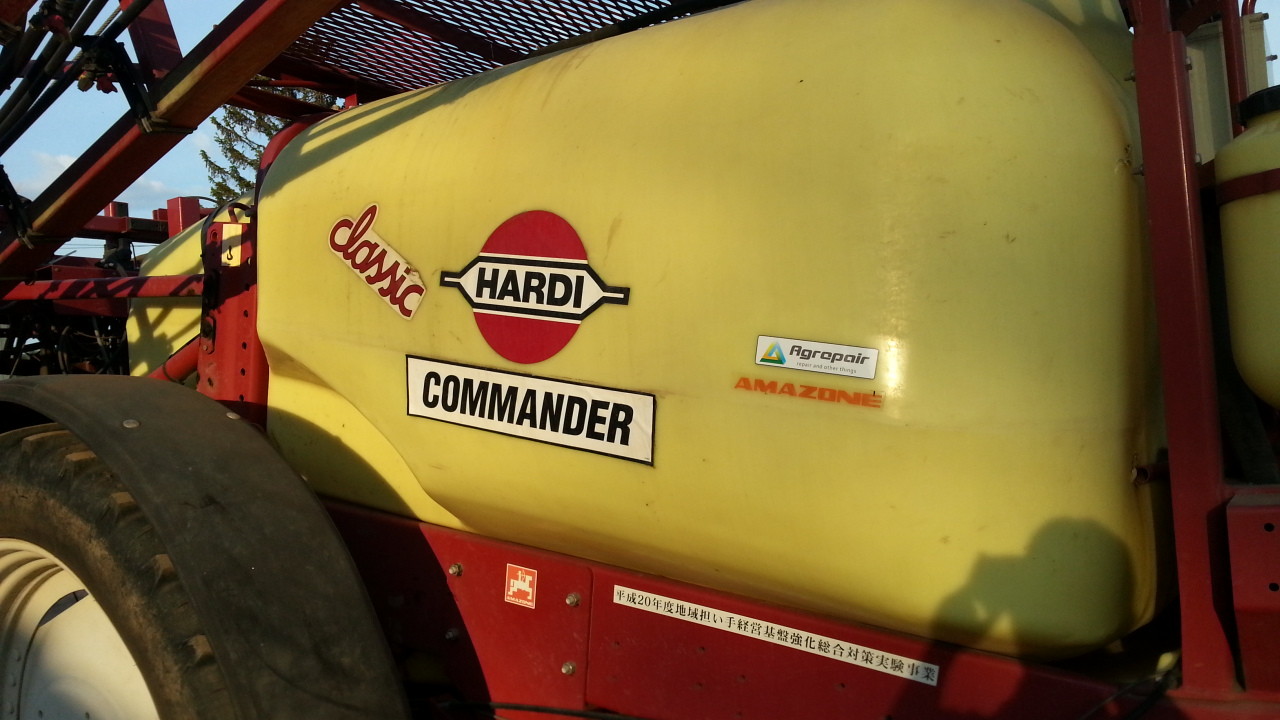 classic
HARDI
COMMANDER
Agrepair
repair and other things
AMAZONE
AMAZONE
平成20年度地域担い手経営基盤強化総合対策実験事業